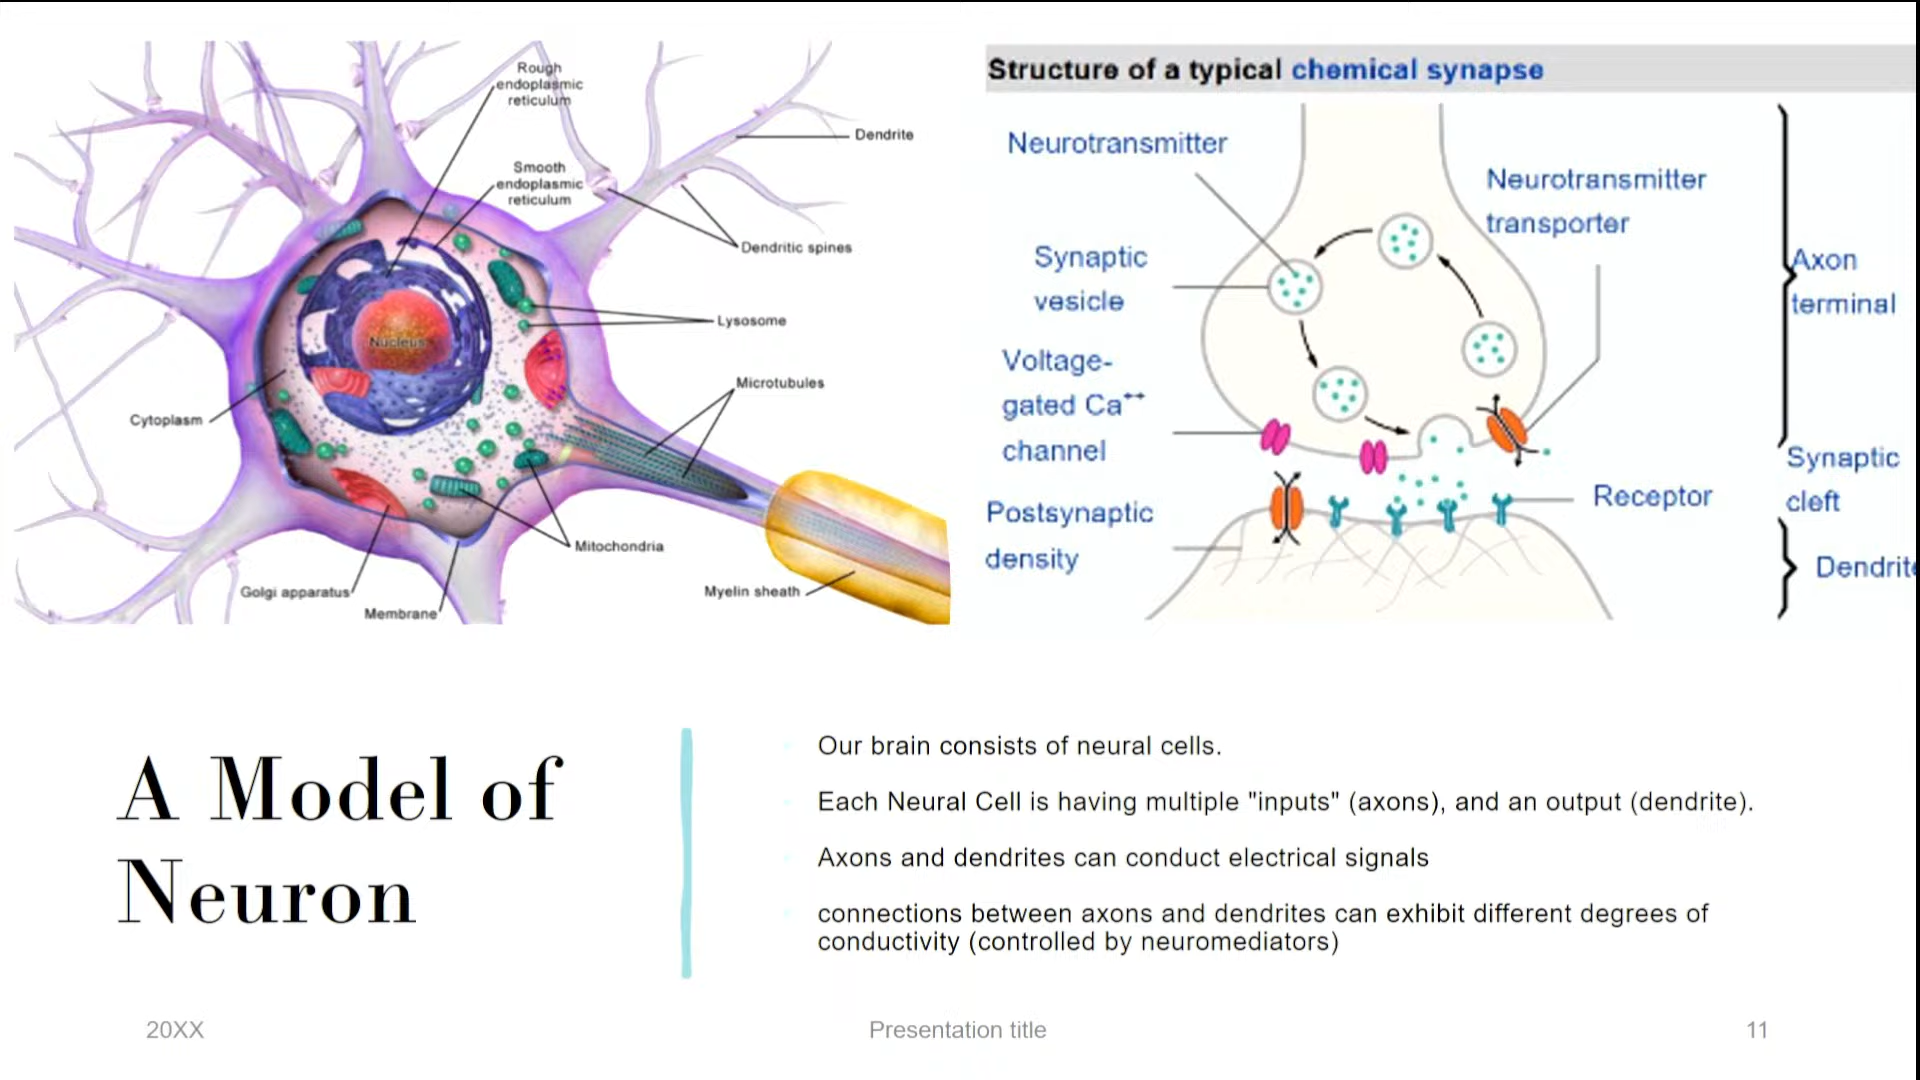 Rough
endoplasmic
reticulum
Smooth
endoplasmic
reticulum
Dendrite
Dendritic spines
Lysosome
Nucleus
Microtubules
Cytoplasm
Mitochondria
Golgi apparatus
Membrane
Myelin sheath
Structure of a typical chemical synapse
Neurotransmitter
Neurotransmitter
transporter
Synaptic
vesicle
Axon
terminal
Voltage-
gated Ca++
channel
Synaptic
cleft
Receptor
Postsynaptic
density
Dendrite
A Model of
Neuron
Our brain consists of neural cells.
Each Neural Cell is having multiple "inputs" (axons), and an output (dendrite).
Axons and dendrites can conduct electrical signals
connections between axons and dendrites can exhibit different degrees of
conductivity (controlled by neuromediators)
20XX
Presentation title
11